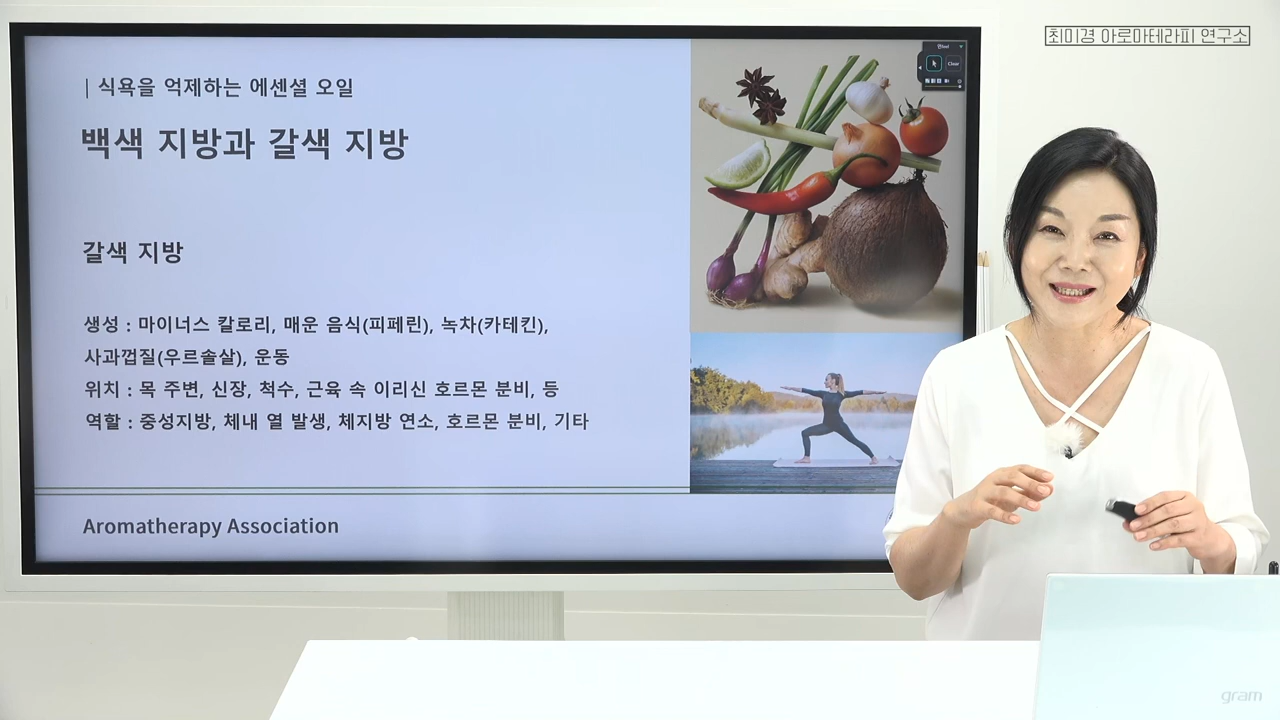 최미경 아로마테라피 연구소
| 식욕을 억제하는 에센셜 오일
백색 지방과 갈색 지방
갈색 지방
생성 : 마이너스 칼로리, 매운 음식(피페린), 녹차(카테킨),
사과껍질(우르솔살), 운동
위치 : 목 주변, 신장, 척수, 근육 속 이리신 호르몬 분비, 등
역할 : 중성지방, 체내 열 발생, 체지방 연소, 호르몬 분비, 기타
Aromatherapy Association
Clear
gram